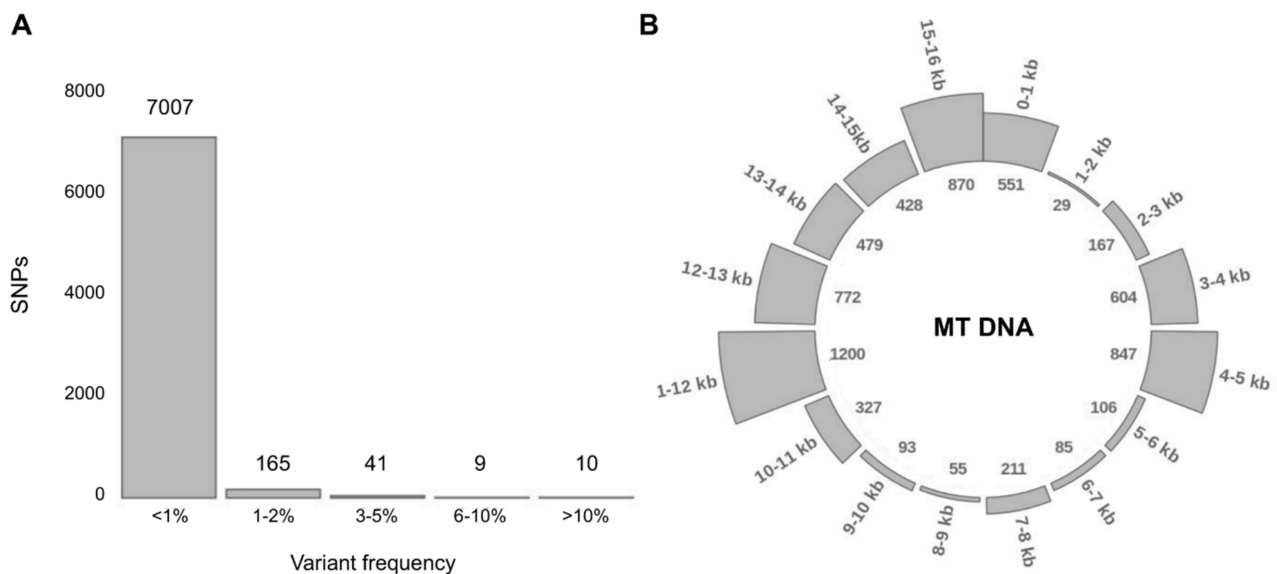 A
8000
6000
4000
2000
0
SNPs
7007
165
41
9
10
<1%
1-2%
3-5%
6-10%
>10%
Variant frequency
B
MT DNA
0-1 kb
551
1-2 kb
29
2-3 kb
167
3-4 kb
604
4-5 kb
847
5-6 kb
106
6-7 kb
85
7-8 kb
211
8-9 kb
55
9-10 kb
93
10-11 kb
327
1-12 kb
1200
12-13 kb
772
13-14 kb
479
14-15kb
428
15-16 kb
870